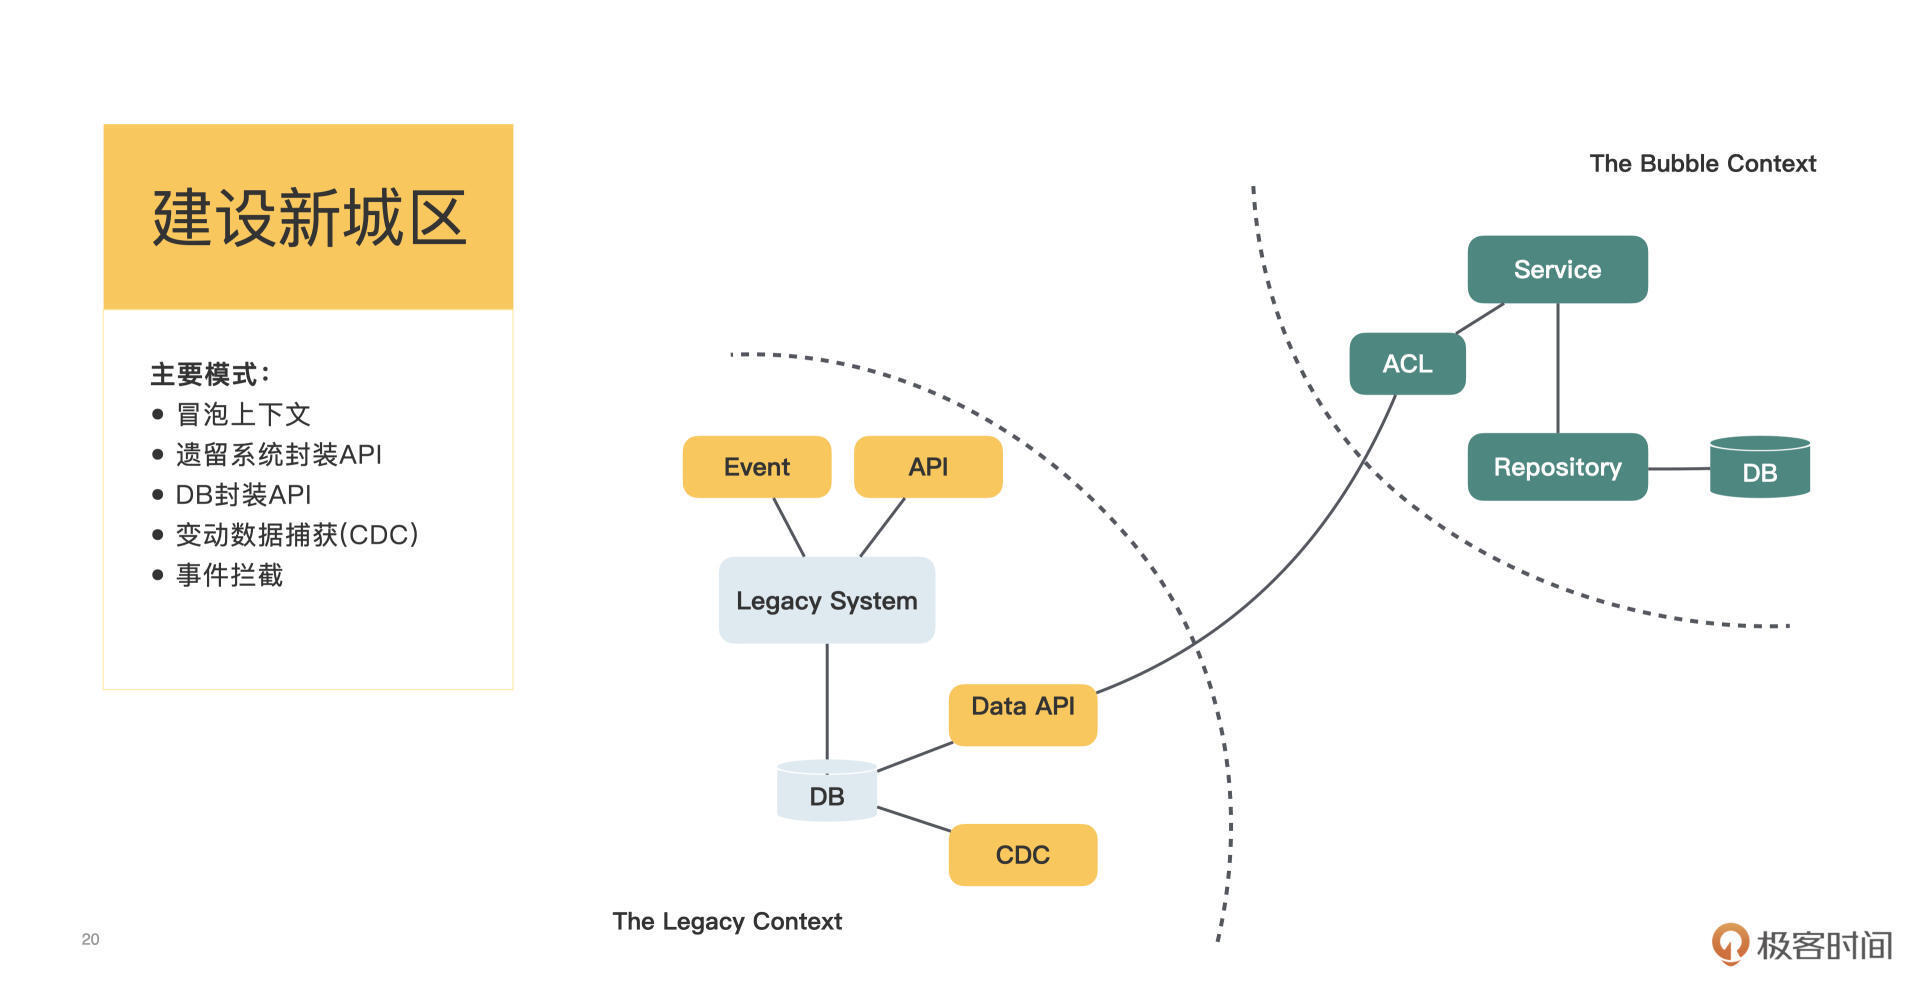 建设新城区
主要模式：
• 冒泡上下文
• 遗留系统封装API
• DB封装API
• 变动数据捕获(CDC)
• 事件拦截
The Bubble Context
Service
ACL
Repository
DB
Event
API
Legacy System
Data API
DB
CDC
The Legacy Context
20
极客时间